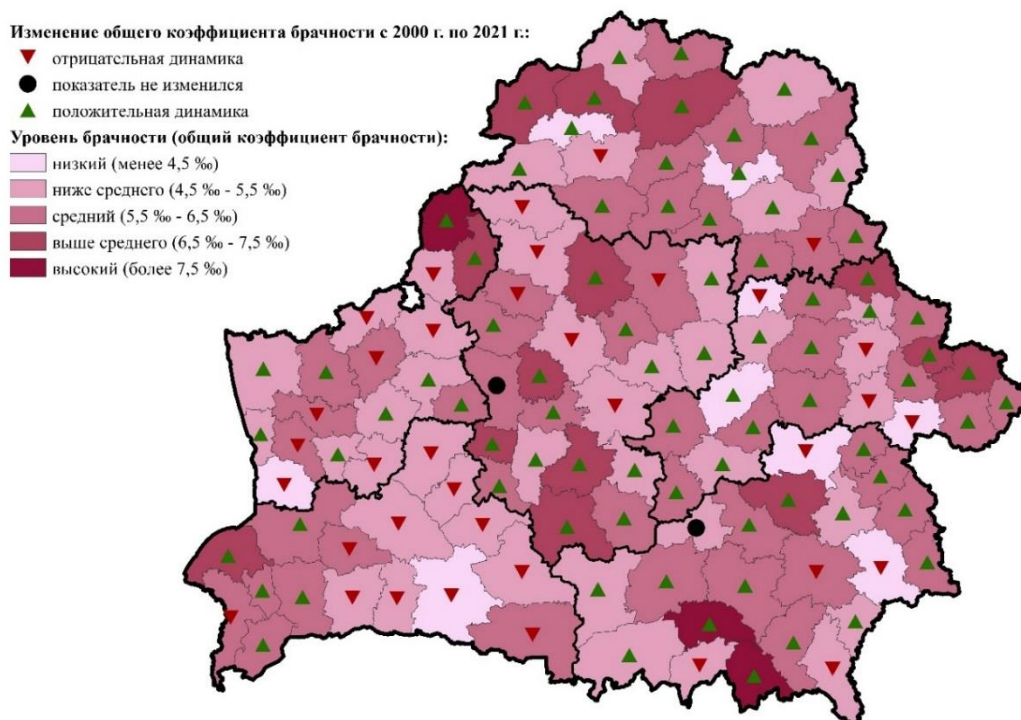 Изменение общего коэффициента брачности с 2000 г. по 2021 г.:
отрицательная динамика
показатель не изменился
положительная динамика
Уровень брачности (общий коэффициент брачности):
низкий (менее 4,5 ‰)
ниже среднего (4,5 ‰ - 5,5 ‰)
средний (5,5 ‰ - 6,5 ‰)
выше среднего (6,5 ‰ - 7,5 ‰)
высокий (более 7,5 ‰)